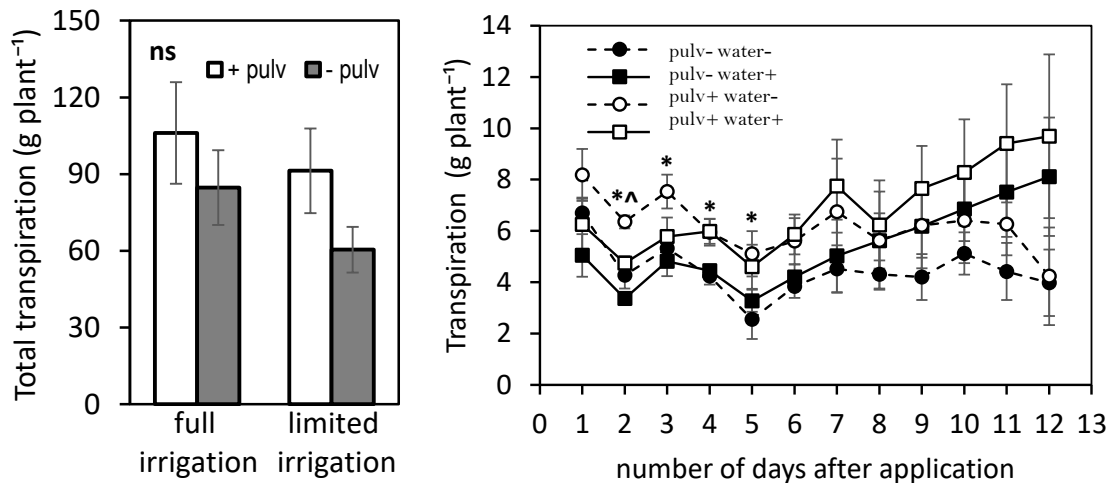 Total transpiration (g plant⁻¹)
150
120
90
60
30
0
ns
+ pulv
- pulv
full
irrigation
limited
irrigation
Transpiration (g plant⁻¹)
14
12
10
8
6
4
2
0
pulv- water-
pulv- water+
pulv+ water-
pulv+ water+
*^
*
*
*
0 1 2 3 4 5 6 7 8 9 10 11 12 13
number of days after application